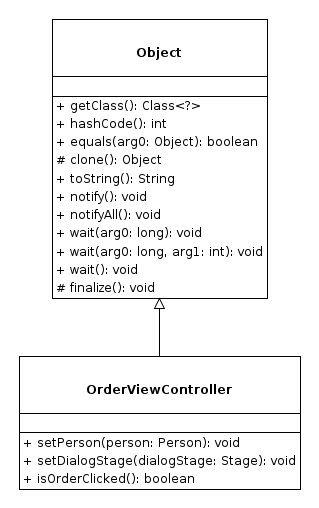 Object
+ getClass(): Class<?>
+ hashCode(): int
+ equals(arg0: Object): boolean
# clone(): Object
+ toString(): String
+ notify(): void
+ notifyAll(): void
+ wait(arg0: long): void
+ wait(arg0: long, arg1: int): void
+ wait(): void
# finalize(): void
OrderViewController
+ setPerson(person: Person): void
+ setDialogStage(dialogStage: Stage): void
+ isOrderClicked(): boolean